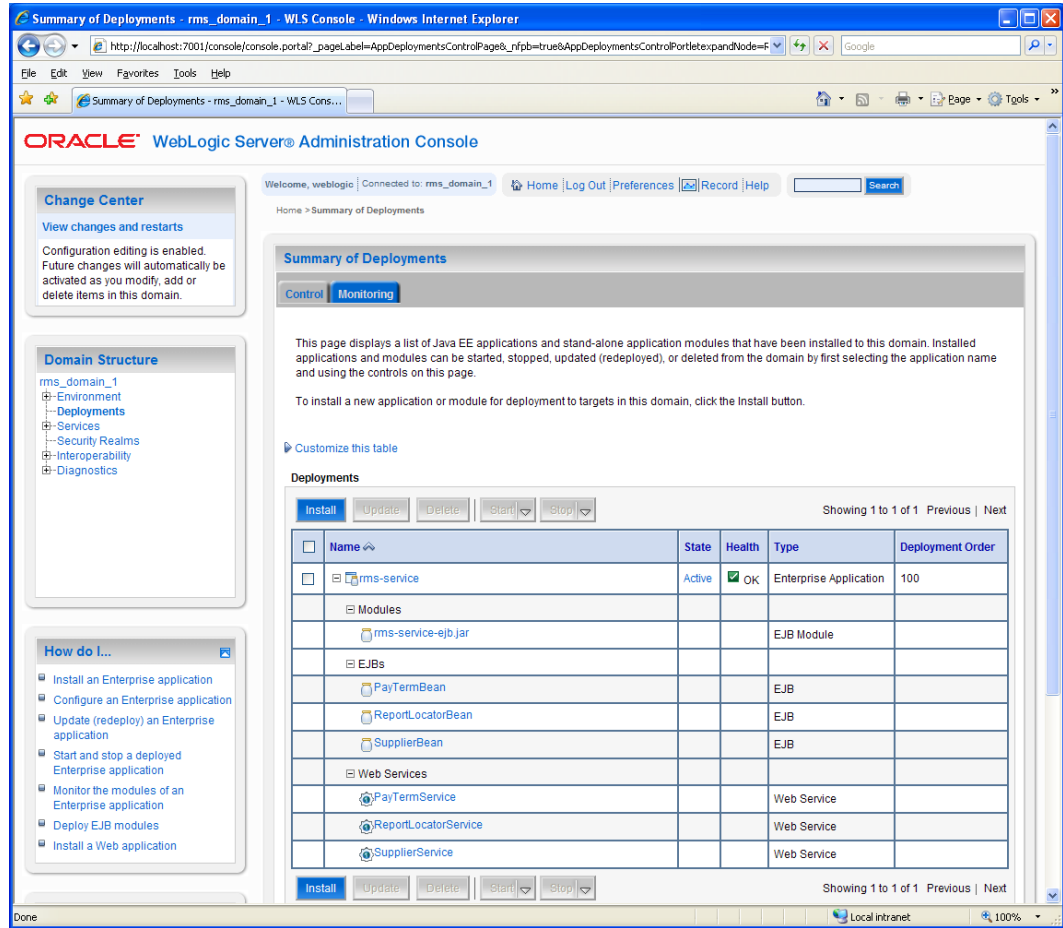 Summary of Deployments - rms_domain_1 - WLS Console - Windows Internet Explorer
http://localhost:7001/console/console.portal?_pageLabel=AppDeploymentsControlPage&_nfpb=true&AppDeploymentsControlPortletexpandNode=F
Google
File Edit View Favorites Tools Help
Summary of Deployments - rms_domain_1 - WLS Cons...
Page Tools »
ORACLE® WebLogic Server® Administration Console
Welcome, weblogic Connected to: rms_domain_1 Home Log Out Preferences Record Help Search
Home > Summary of Deployments
Change Center
View changes and restarts
Configuration editing is enabled.
Future changes will automatically be
activated as you modify, add or
delete items in this domain.
Domain Structure
rms_domain_1
Environment
Deployments
Services
Security Realms
Interoperability
Diagnostics
How do I...
Install an Enterprise application
Configure an Enterprise application
Update (redeploy) an Enterprise
application
Start and stop a deployed
Enterprise application
Monitor the modules of an
Enterprise application
Deploy EJB modules
Install a Web application
Summary of Deployments
Control Monitoring
This page displays a list of Java EE applications and stand-alone application modules that have been installed to this domain. Installed
applications and modules can be started, stopped, updated (redeployed), or deleted from the domain by first selecting the application name
and using the controls on this page.
To install a new application or module for deployment to targets in this domain, click the Install button.
Customize this table
Deployments
Install Update Delete Start Stop Showing 1 to 1 of 1 Previous | Next
Name State Health Type Deployment Order
rms-service Active OK Enterprise Application 100
Modules
rms-service-ejb.jar EJB Module
EJBs
PayTermBean EJB
ReportLocatorBean EJB
SupplierBean EJB
Web Services
PayTermService Web Service
ReportLocatorService Web Service
SupplierService Web Service
Install Update Delete Start Stop Showing 1 to 1 of 1 Previous | Next
Done Local intranet 100%